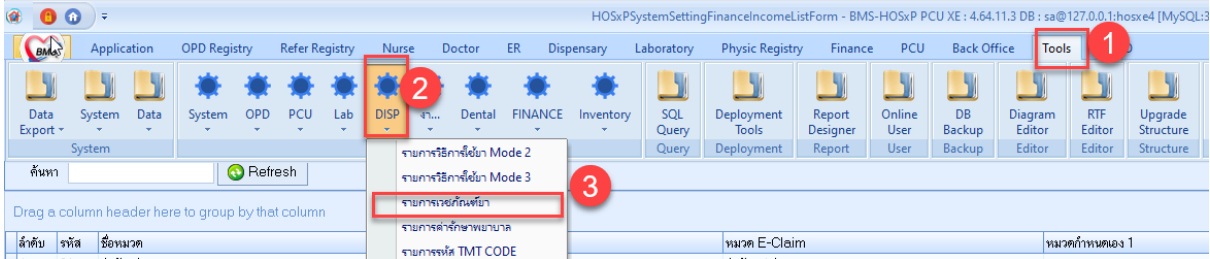 HOSxPSystemSettingFinanceIncomeListForm - BMS-HOSxP PCU XE : 4.64.11.3 DB : sa@127.0.0.1:hosxe4 [MySQL:3
BMS Application OPD Registry Refer Registry Nurse Doctor ER Dispensary Laboratory Physic Registry Finance PCU Back Office Tools 1
2
Data Export System Data System OPD PCU Lab DISP Dental FINANCE Inventory SQL Query Deployment Tools Report Designer Online User DB Backup Diagram Editor RTF Editor Upgrade Structure
System Query Deployment Report User Backup Editor Editor Structure
ค้นหา Refresh
รายการวิธีการใช้ยา Mode 2
รายการวิธีการใช้ยา Mode 3
3
รายการเวชภัณฑ์ยา
Drag a column header here to group by that column
รายการค่ารักษาพยาบาล
รายการรหัส TMT CODE
ลำดับ รหัส ชื่อหมวด หมวด E-Claim หมวดกำหนดเอง 1